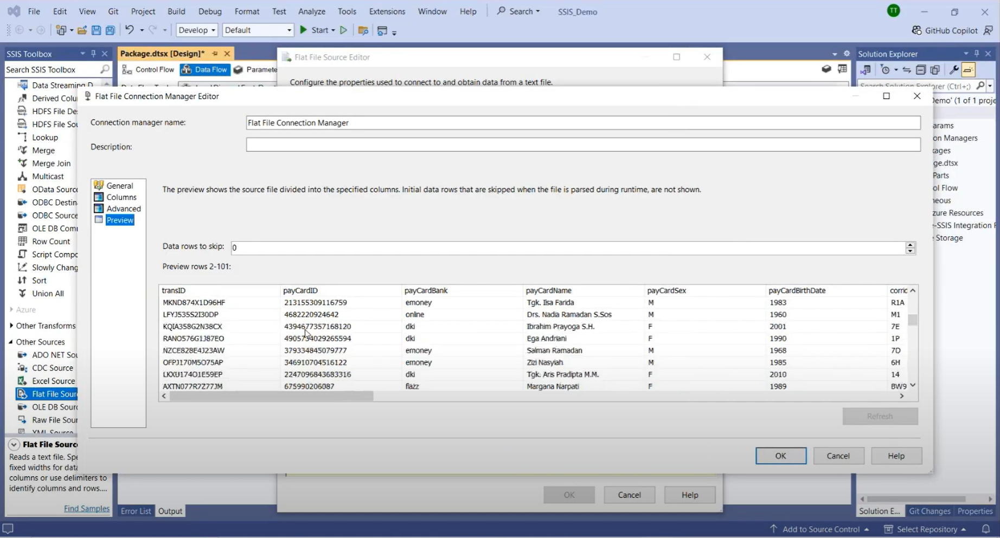 File Edit View Git Project Build Debug Format Test Analyze Tools Extensions Window Help Search SSIS_Demo TT
Develop Default Start GitHub Copilot
SSIS Toolbox
Search SSIS Toolbox
Data Streaming D
Derived Colu
HDFS File De
HDFS File Sou
Lookup
Merge
Merge Join
Multicast
OData Source
ODBC Destin
ODBC Source
OLE DB Com
Row Count
Script Compo
Slowly Chang
Sort
Union All
Azure
Other Transforms
Other Sources
ADO NET Sou
CDC Source
Excel Source
Flat File Sour
OLE DB Sourc
Raw File Sour
XML Source
Flat File Source
Reads a text file. Spe
fixed widths for data
columns or use delimiters to
identify columns and rows....
Find Samples
Package.dtsx [Design]*
Control Flow Data Flow Paramete
Flat File Source Editor
Configure the properties used to connect to and obtain data from a text file.
Flat File Connection Manager Editor
Connection manager name: Flat File Connection Manager
Description:
General
Columns
Advanced
Preview
The preview shows the source file divided into the specified columns. Initial data rows that are skipped when the file is parsed during runtime, are not shown.
Data rows to skip: 0
Preview rows 2-101:
transID payCardID payCardBank payCardName payCardSex payCardBirthDate corric
MKND874X1D96HF 213155309116759 emoney Tgk. Ilsa Farida M 1983 R1A
LFYJ535S2I30DP 4682220924642 online Drs. Nadia Ramadan S.Sos M 1960 M1
KQIA358G2N38CX 4394677357168120 dki Ibrahim Prayoga S.H. F 2001 7E
RANO576G1J87EO 4905734029265594 dki Ega Andriani F 1990 1P
NZCE828E4J23AW 379334845079777 emoney Salman Ramadan M 1968 7D
OFPJ170M5O75AP 346910704516122 emoney Zizi Nasyiah M 1985 6H
LKXU174O1E59EP 2247096843683316 dki Tgk. Aris Pradipta M.M. F 2010 14
AXTN077R7Z77JM 675990206087 flazz Margana Narpati F 1989 BW9
Refresh
OK Cancel Help
OK Cancel Help
Error List Output
Solution Explorer
Search Solution Explorer (Ctrl+;)
Demo' (1 of 1 proje
arams
on Managers
kages
ge.dtsx
Parts
ol Flow
neous
zure Resources
-SSIS Integration R
Storage
Solution E... Git Changes Properties
Add to Source Control Select Repository